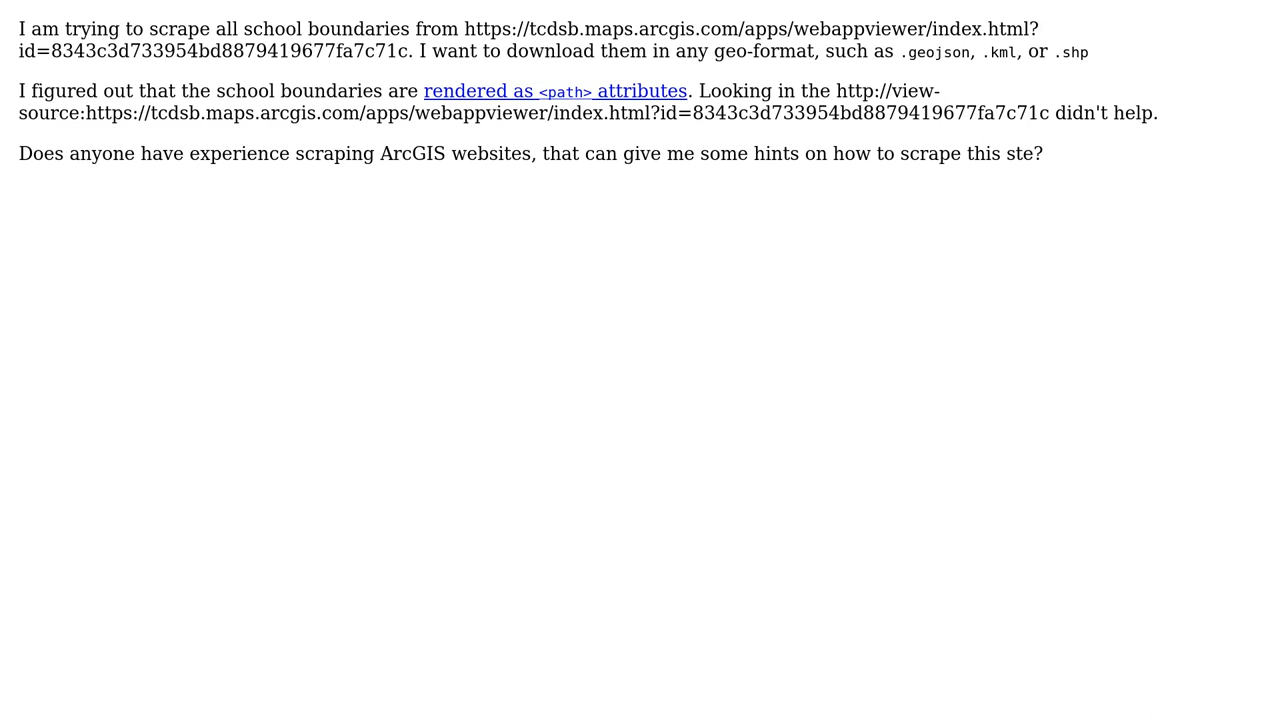 I am trying to scrape all school boundaries from https://tcdsb.maps.arcgis.com/apps/webappviewer/index.html?
id=8343c3d733954bd8879419677fa7c71c. I want to download them in any geo-format, such as .geojson, .kml, or .shp
I figured out that the school boundaries are rendered as <path> attributes. Looking in the http://view-
source:https://tcdsb.maps.arcgis.com/apps/webappviewer/index.html?id=8343c3d733954bd8879419677fa7c71c didn't help.
Does anyone have experience scraping ArcGIS websites, that can give me some hints on how to scrape this ste?